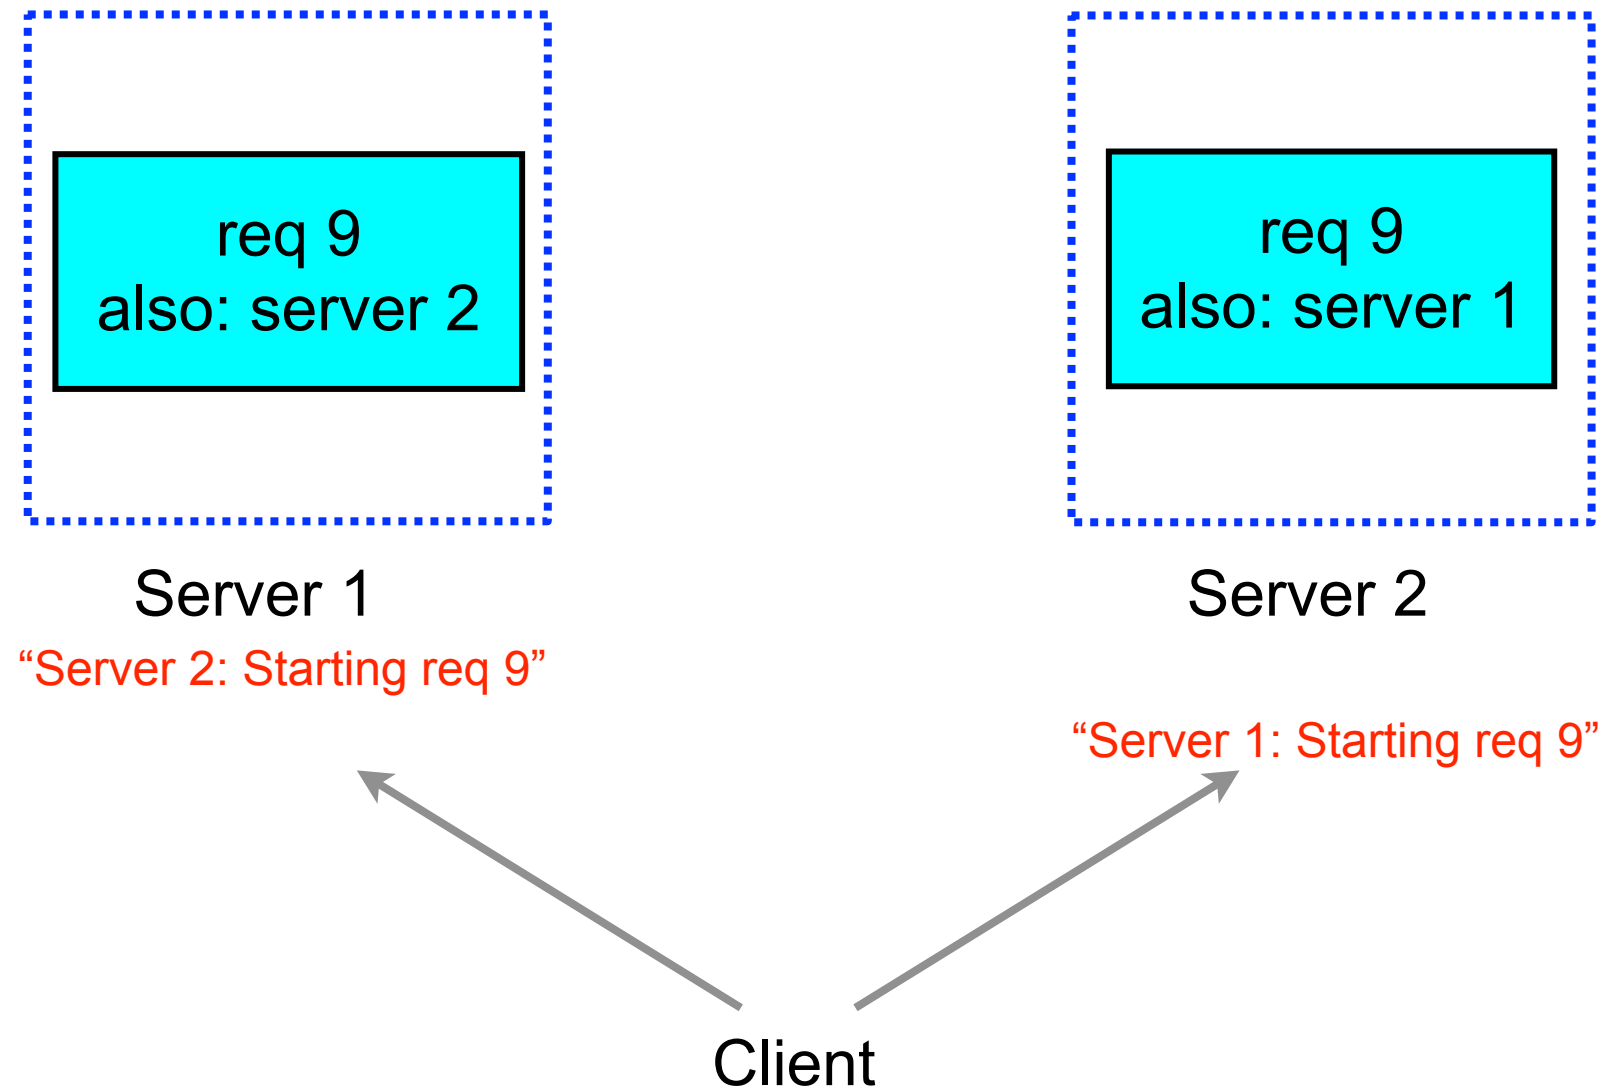 req 9
also: server 2
req 9
also: server 1
Server 1
Server 2
“Server 2: Starting req 9”
“Server 1: Starting req 9”
Client